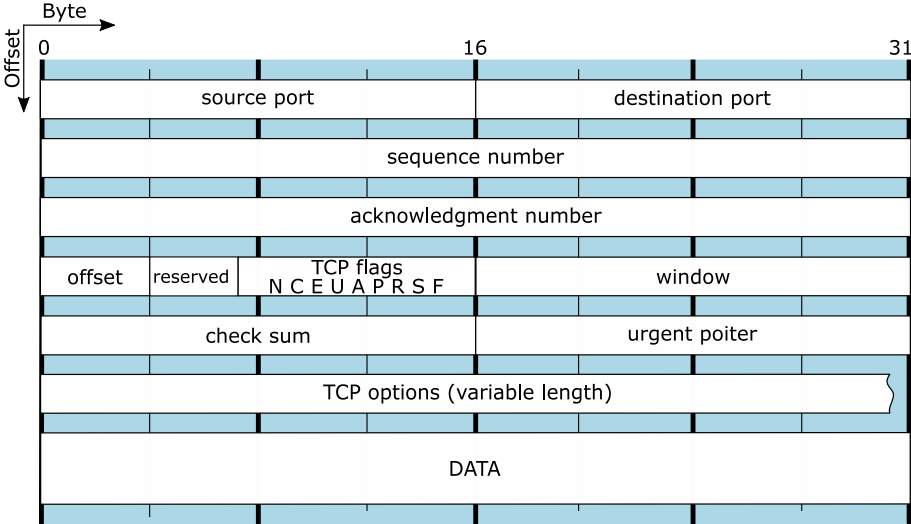 Byte
Offset
0 16 31
source port destination port
sequence number
acknowledgment number
offset reserved TCP flags window
N C E U A P R S F
check sum urgent poiter
TCP options (variable length)
DATA